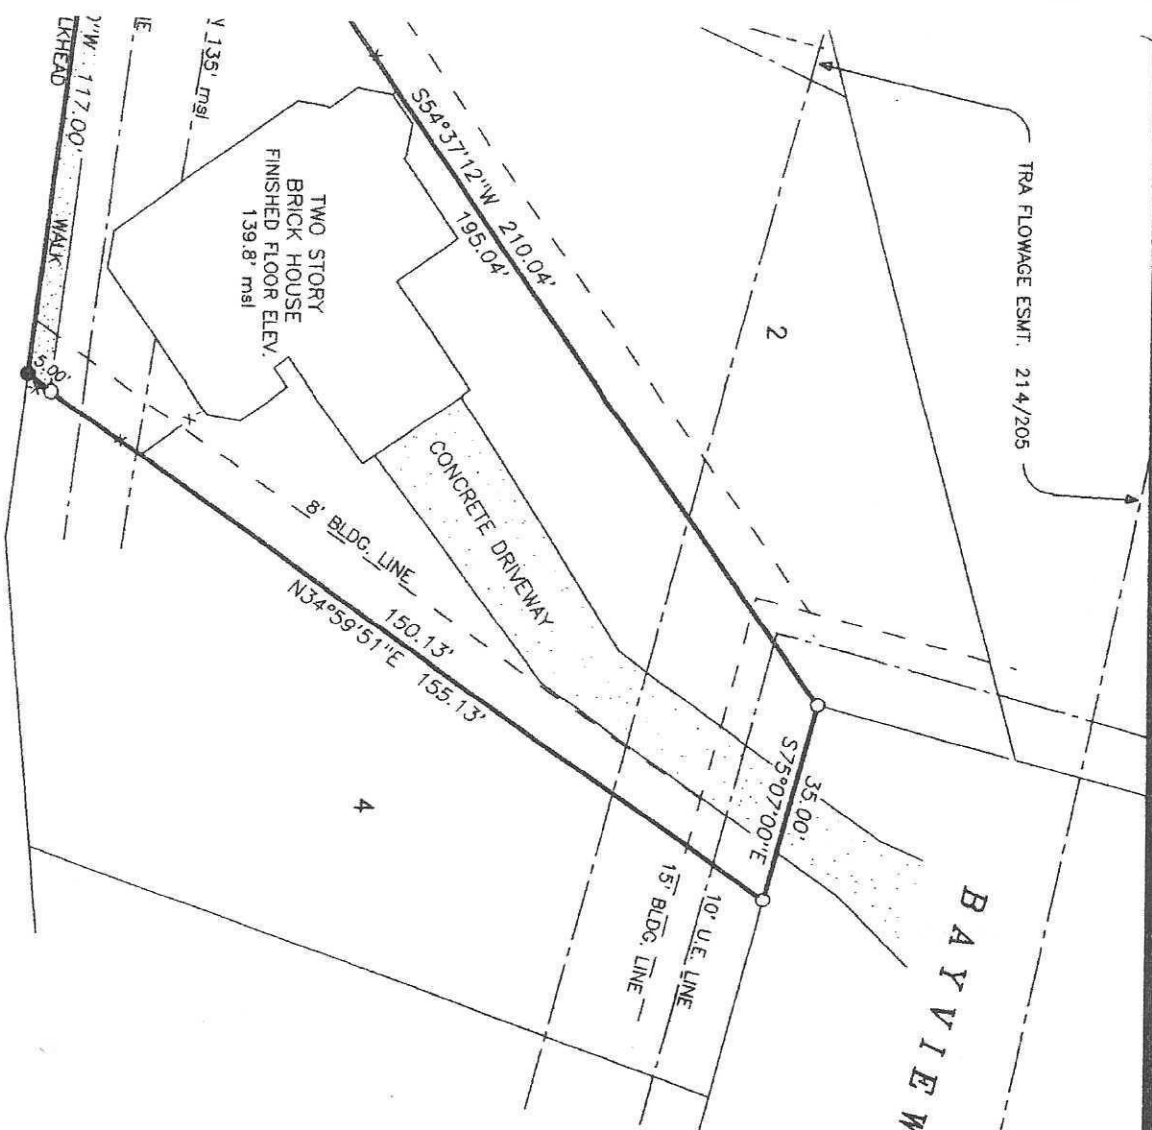 TRA FLOWAGE ESMT. 214/205
2
S54°37'12"W 210.04'
195.04'
135' msl
"W 117.00'
LKHEAD
WALK
5.00'
TWO STORY
BRICK HOUSE
FINISHED FLOOR ELEV.
139.8' msl
CONCRETE DRIVEWAY
8' BLDG. LINE
150.13'
N34°59'51"E 155.13'
35.00'
S75°07'00"E
10' U.E. LINE
15' BLDG. LINE
4
BAYVIEW